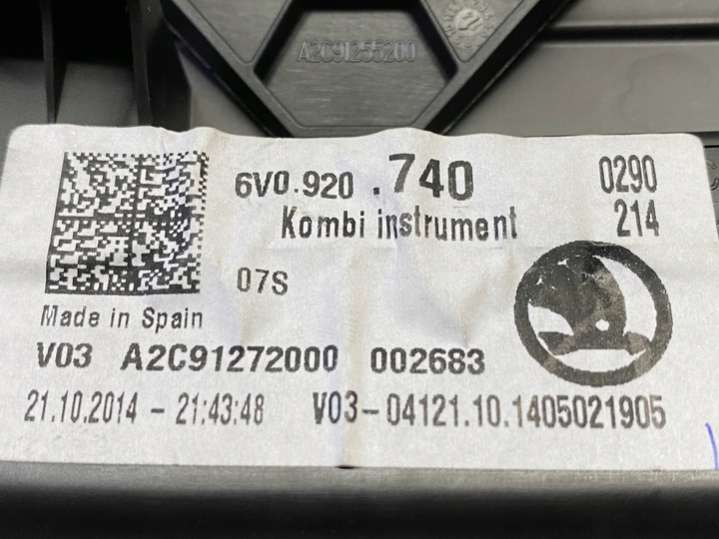 A2C91255200
6V0.920 .740 0290
Kombi instrument 214
07S
Made in Spain
V03 A2C91272000 002683
21.10.2014 - 21:43:48 V03-04121.10.1405021905